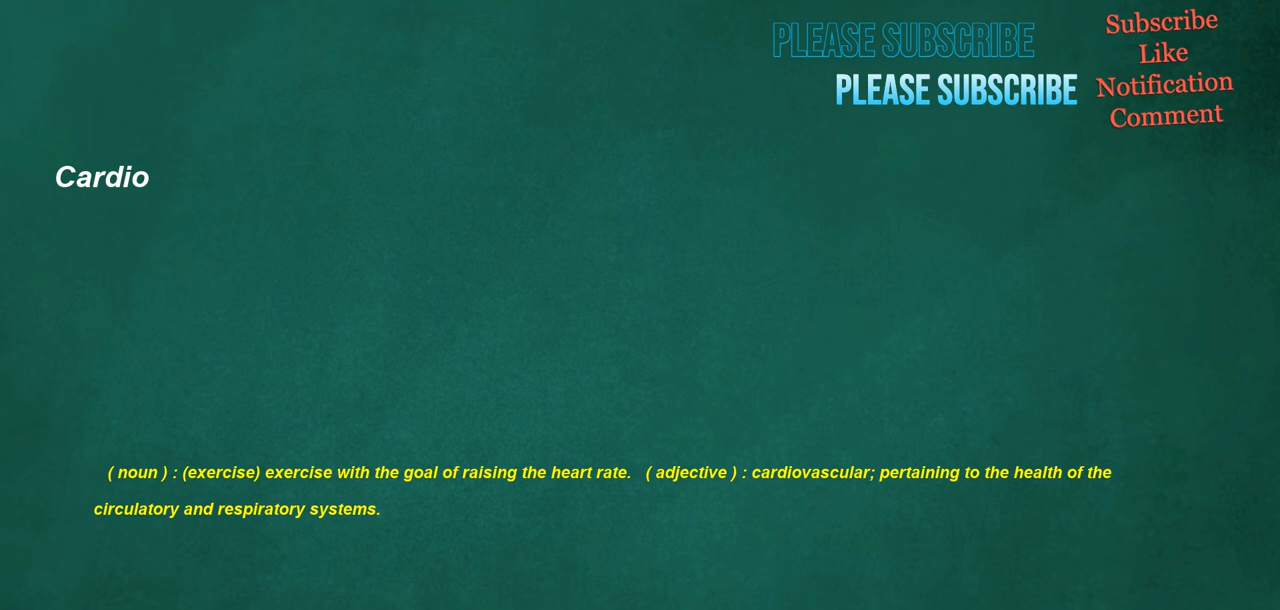 PLEASE SUBSCRIBE
PLEASE SUBSCRIBE
Subscribe
Like
Notification
Comment
Cardio
( noun ) : (exercise) exercise with the goal of raising the heart rate.   ( adjective ) : cardiovascular; pertaining to the health of the
circulatory and respiratory systems.